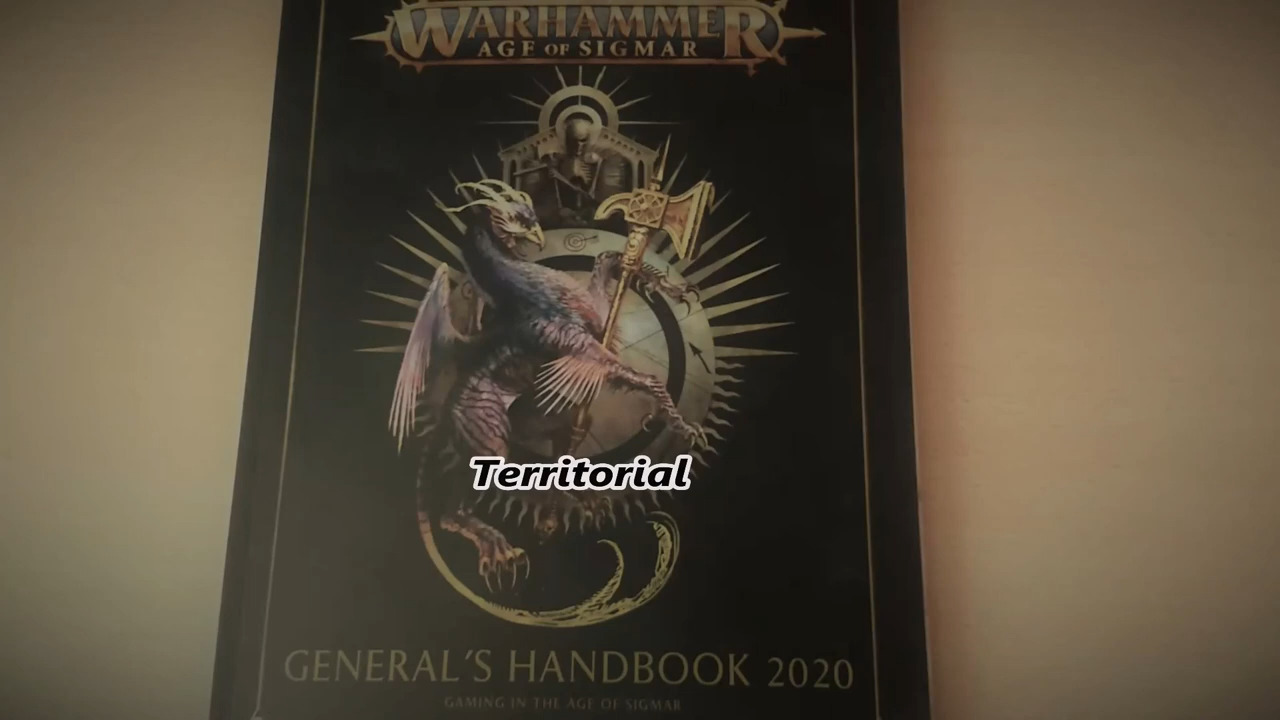 WARHAMMER
AGE OF SIGMAR
Territorial
GENERAL'S HANDBOOK 2020
GAMING IN THE AGE OF SIGMAR